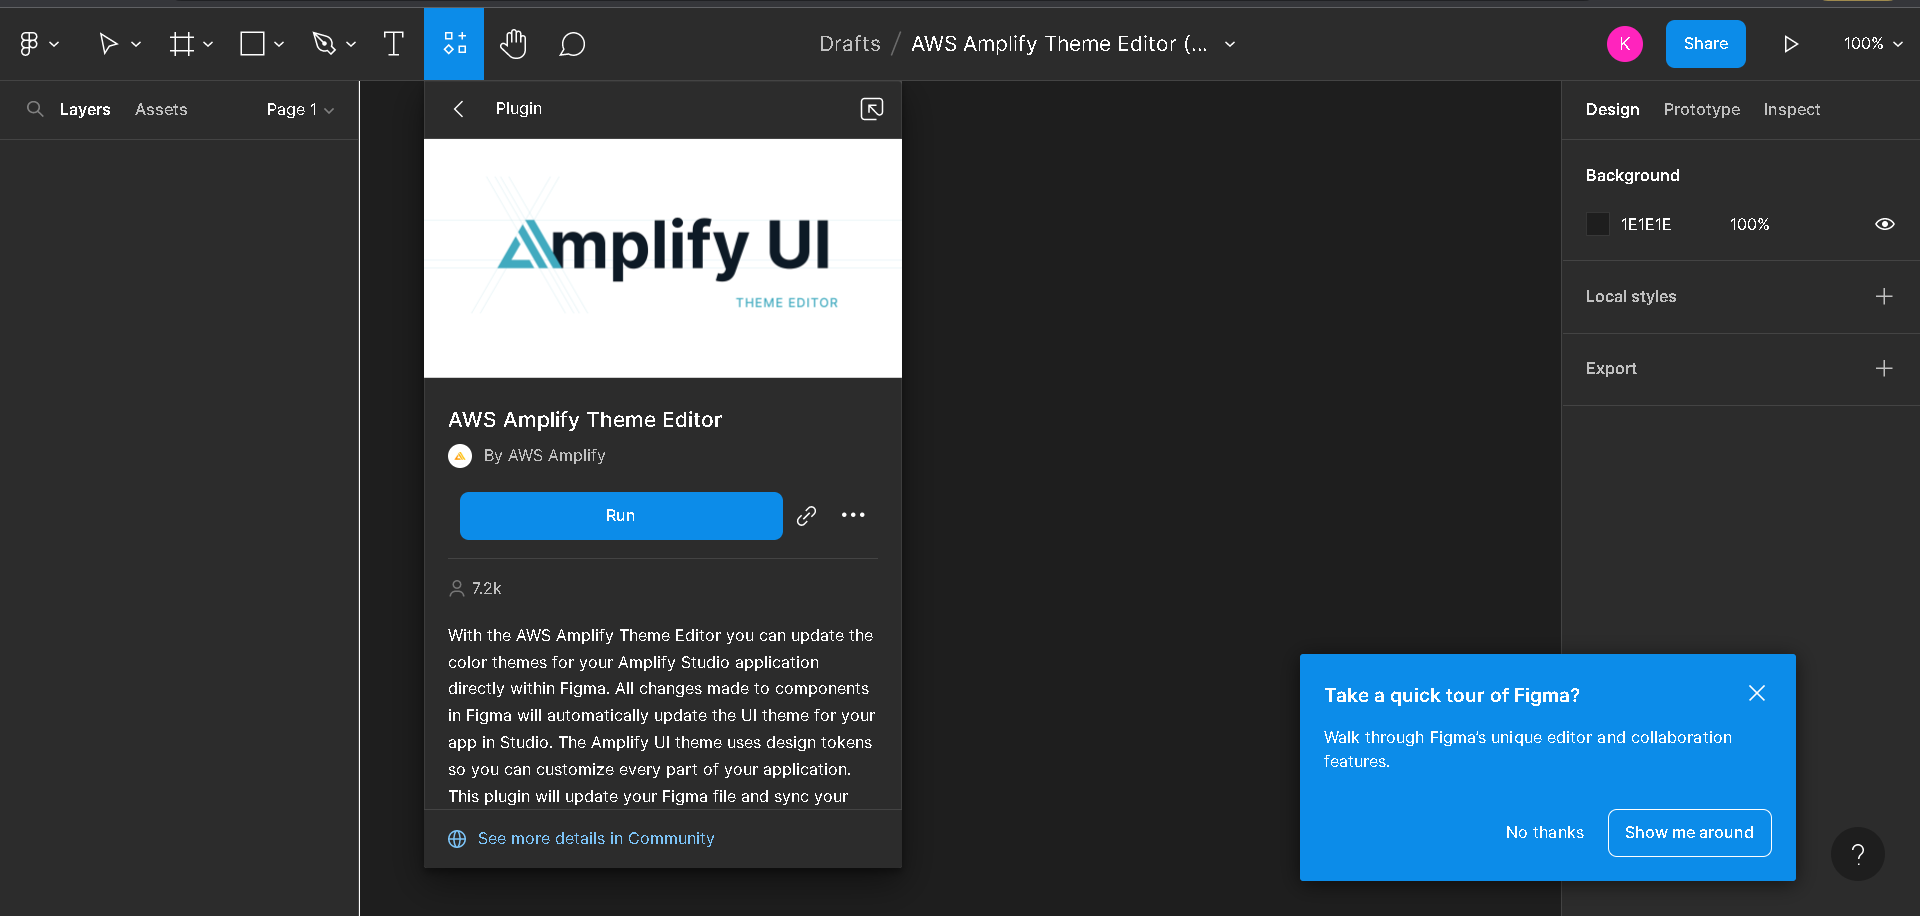 Drafts / AWS Amplify Theme Editor (...
K
Share
100%
Layers
Assets
Page 1
Plugin
Design
Prototype
Inspect
Amplify UI
THEME EDITOR
Background
1E1E1E
100%
Local styles
Export
AWS Amplify Theme Editor
By AWS Amplify
Run
7.2k
With the AWS Amplify Theme Editor you can update the
color themes for your Amplify Studio application
directly within Figma. All changes made to components
in Figma will automatically update the UI theme for your
app in Studio. The Amplify UI theme uses design tokens
so you can customize every part of your application.
This plugin will update your Figma file and sync your
See more details in Community
Take a quick tour of Figma?
Walk through Figma's unique editor and collaboration
features.
No thanks
Show me around
?